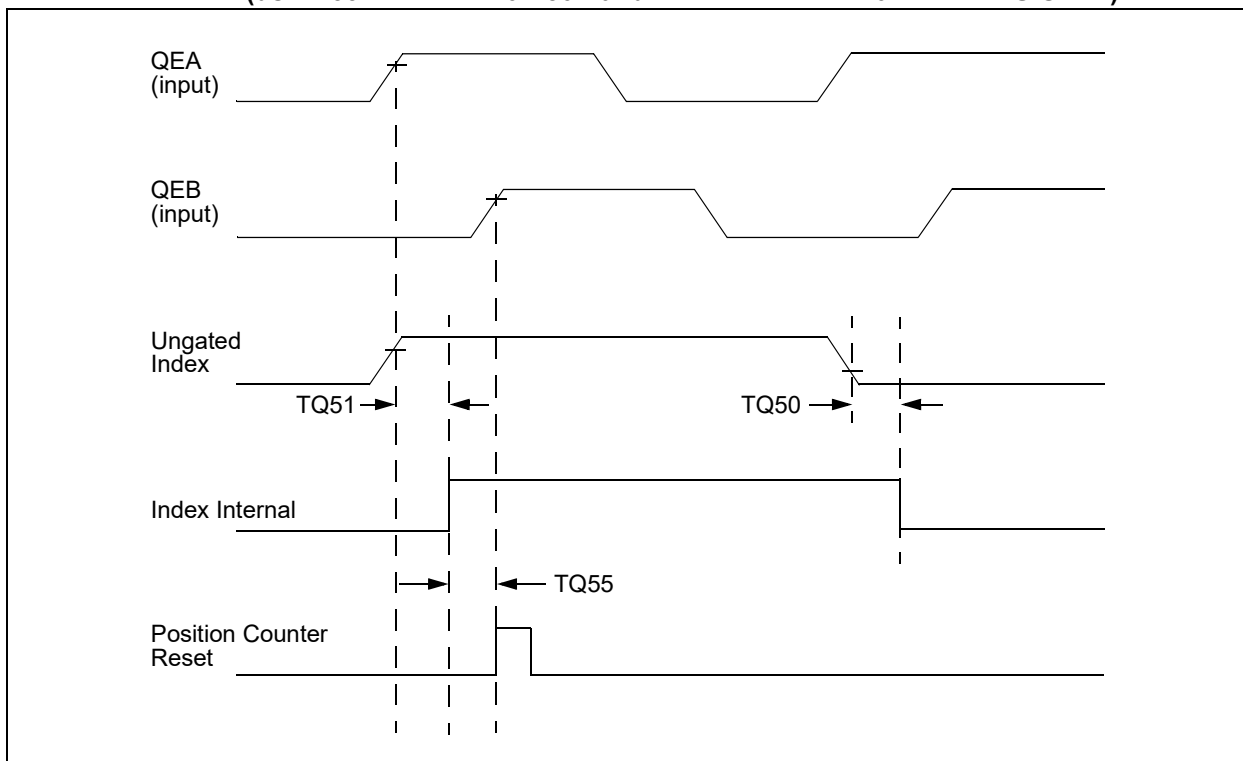 QEA
(input)
QEB
(input)
Ungated
Index
TQ51
TQ50
Index Internal
TQ55
Position Counter
Reset